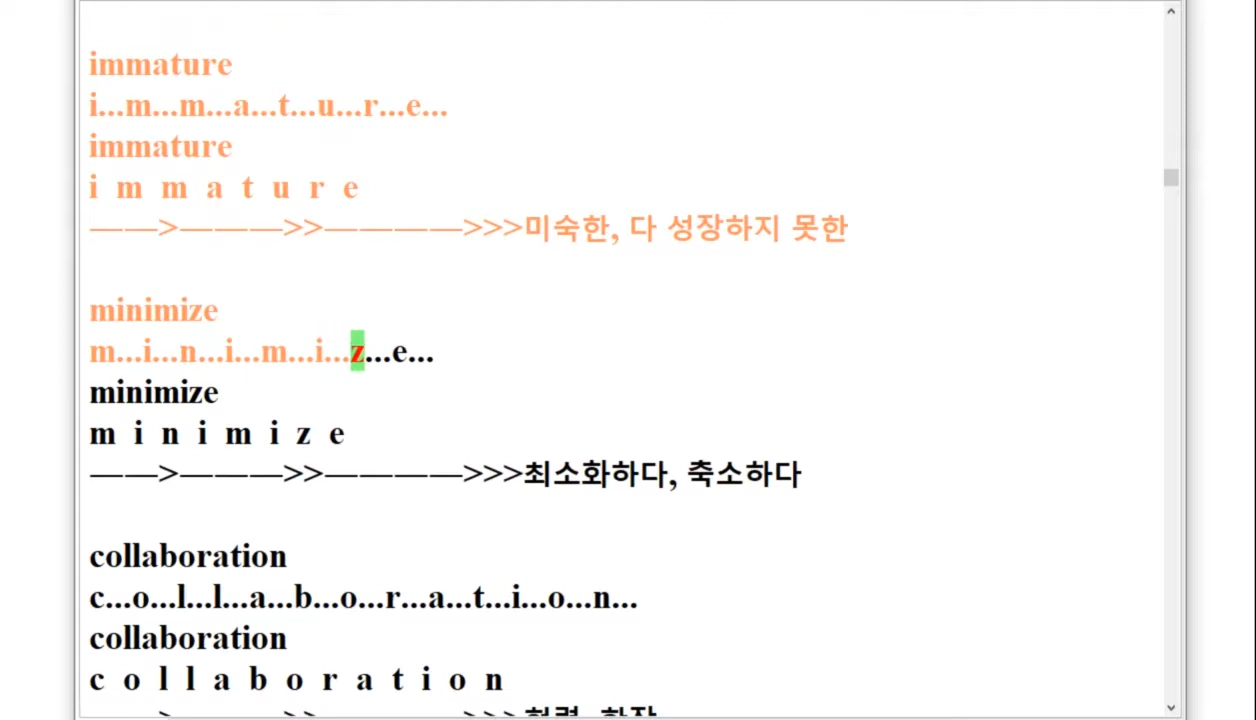 immature
i...m...m...a...t...u...r...e...
immature
i m m a t u r e
——>———>>————>>>미숙한, 다 성장하지 못한
minimize
m...i...n...i...m...i...z...e...
minimize
m i n i m i z e
——>———>>————>>>최소화하다, 축소하다
collaboration
c...o...l...l...a...b...o...r...a...t...i...o...n...
collaboration
c o l l a b o r a t i o n